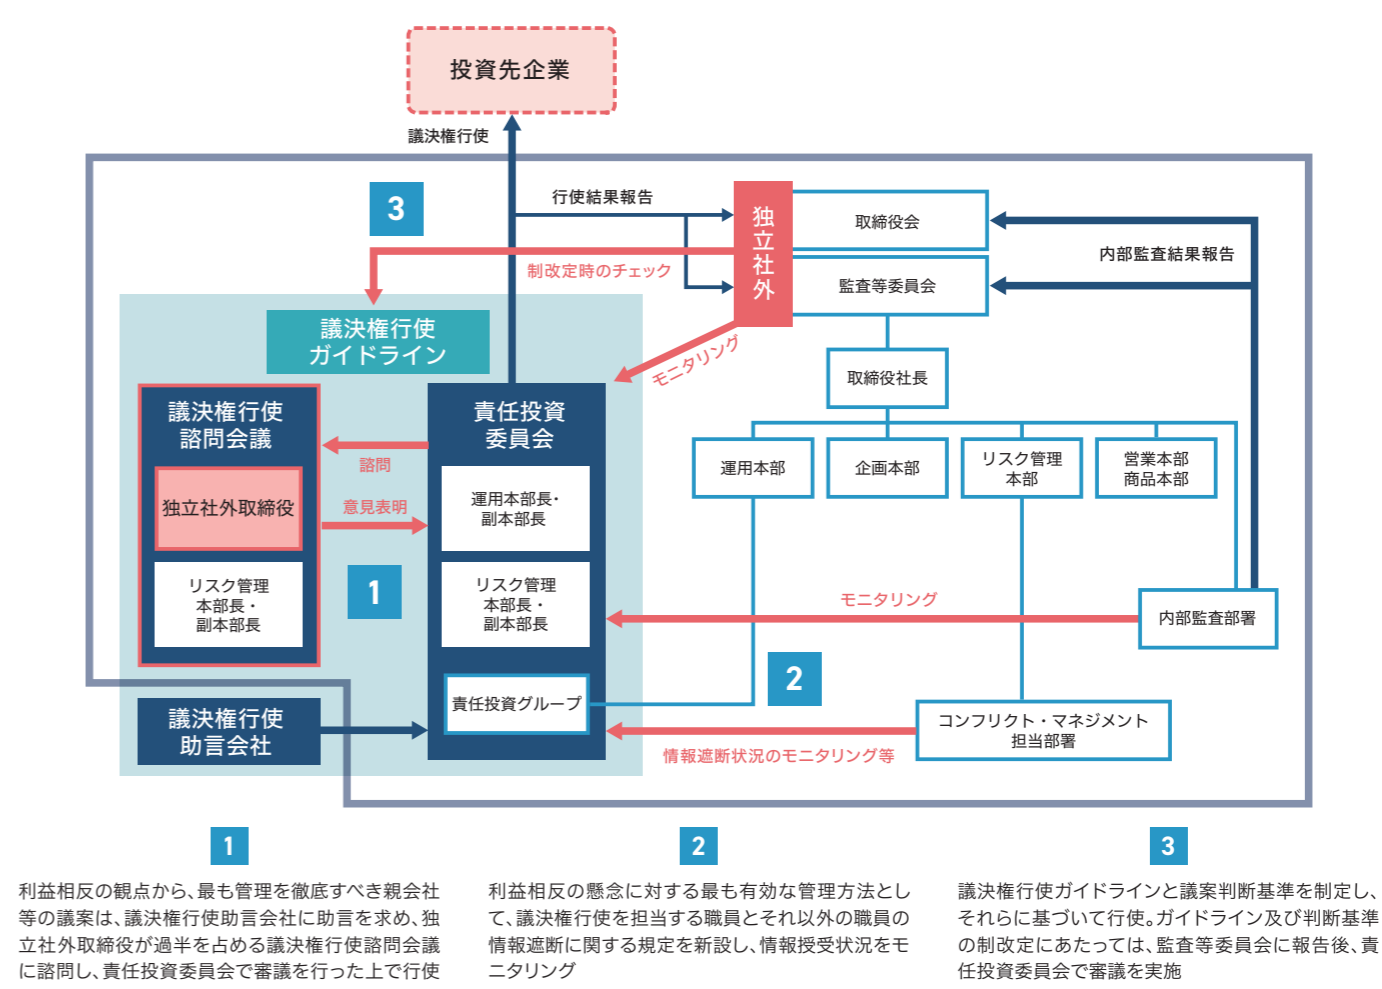 投資先企業
議決権行使
3
行使結果報告
独立社外
取締役会
制改定時のチェック
監査等委員会
内部監査結果報告
議決権行使
ガイドライン
モニタリング
取締役社長
議決権行使
諮問会議
責任投資
委員会
諮問
運用本部
企画本部
リスク管理
本部
営業本部
商品本部
独立社外取締役
意見表明
運用本部長・
副本部長
リスク管理
本部長・
副本部長
1
リスク管理
本部長・
副本部長
モニタリング
内部監査部署
2
責任投資グループ
議決権行使
助言会社
コンフリクト・マネジメント
担当部署
情報遮断状況のモニタリング等
1
利益相反の観点から、最も管理を徹底すべき親会社
等の議案は、議決権行使助言会社に助言を求め、独
立社外取締役が過半を占める議決権行使諮問会議
に諮問し、責任投資委員会で審議を行った上で行使
2
利益相反の懸念に対する最も有効な管理方法とし
て、議決権行使を担当する職員とそれ以外の職員の
情報遮断に関する規定を新設し、情報授受状況をモ
ニタリング
3
議決権行使ガイドラインと議案判断基準を制定し、
それらに基づいて行使。ガイドライン及び判断基準
の制改定にあたっては、監査等委員会に報告後、責
任投資委員会で審議を実施